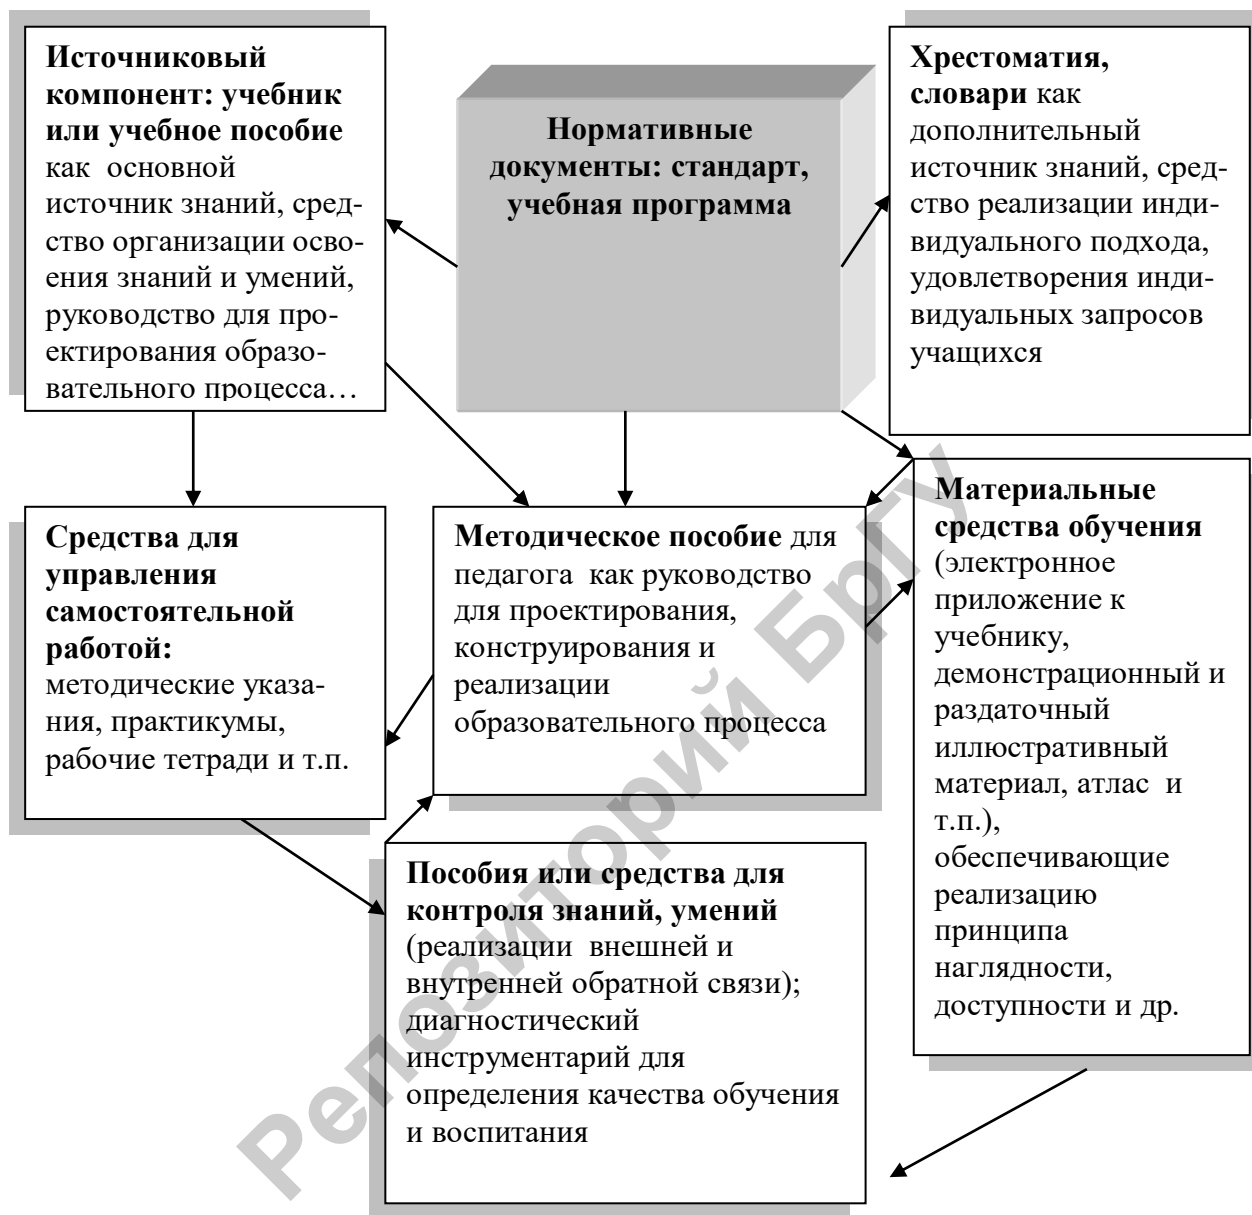 Источниковый
компонент: учебник
или учебное пособие
как основной
источник знаний, сред-
ство организации осво-
ения знаний и умений,
руководство для про-
ектирования образо-
вательного процесса…
Нормативные
документы: стандарт,
учебная программа
Хрестоматия,
словари как
дополнительный
источник знаний, сред-
ство реализации инди-
видуального подхода,
удовлетворения инди-
видуальных запросов
учащихся
Средства для
управления
самостоятельной
работой:
методические указа-
ния, практикумы,
рабочие тетради и т.п.
Методическое пособие для
педагога как руководство
для проектирования,
конструирования и
реализации
образовательного процесса
Материальные
средства обучения
(электронное
приложение к
учебнику,
демонстрационный и
раздаточный
иллюстративный
материал, атлас и
т.п.),
обеспечивающие
реализацию
принципа
наглядности,
доступности и др.
Пособия или средства для
контроля знаний, умений
(реализации внешней и
внутренней обратной связи);
диагностический
инструментарий для
определения качества обучения
и воспитания
Репозиторий БрГУ